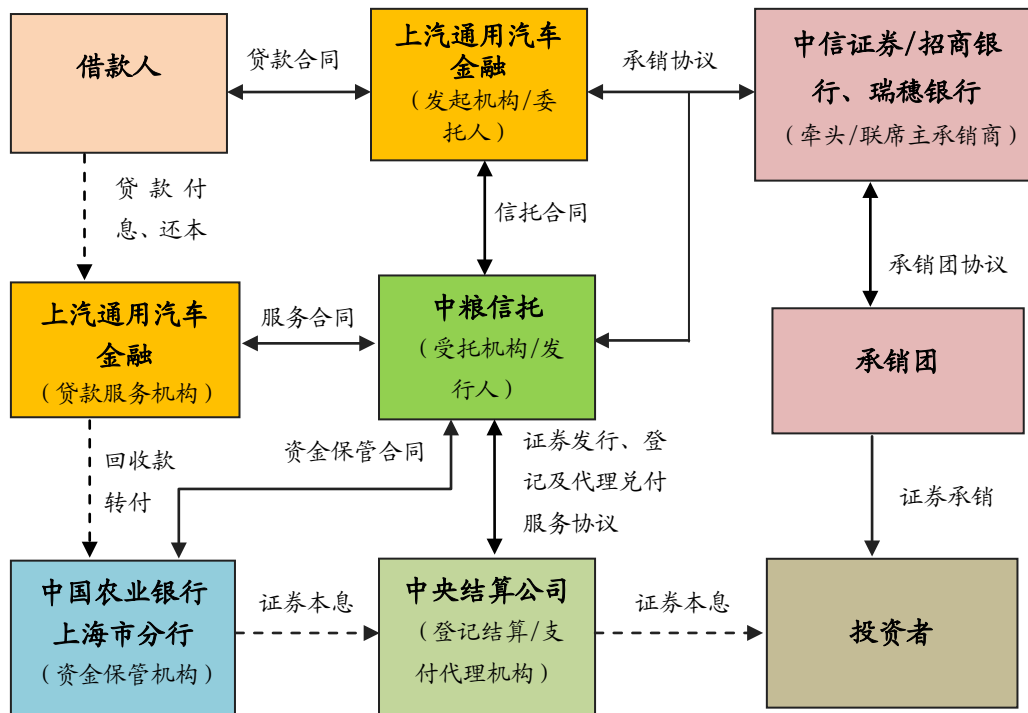 借款人
贷款合同
上汽通用汽车
金融
（发起机构/委
托人）
承销协议
中信证券/招商银
行、瑞穗银行
（牵头/联席主承销商）
贷 款 付
息、还本
信托合同
承销团协议
上汽通用汽车
金融
（贷款服务机构）
服务合同
中粮信托
（受托机构/发
行人）
承销团
回收款
转付
资金保管合同
证券发行、登
记及代理兑付
服务协议
证券承销
中国农业银行
上海市分行
（资金保管机构）
证券本息
中央结算公司
（登记结算/支
付代理机构）
证券本息
投资者